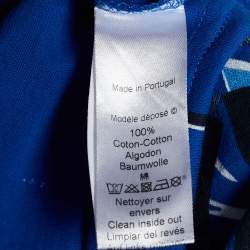 Made in Portugal
Modèle déposé ©
100%
Coton-Cotton
Algodon
Baumwolle
Nettoyer sur
envers
Clean inside out
Limpiar del revés